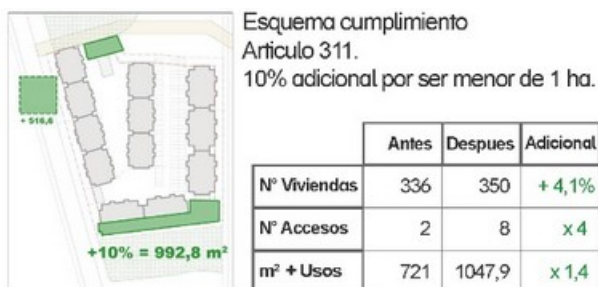 Esquema cumplimiento
Articulo 311.
10% adicional por ser menor de 1 ha.
+ 516,6
+10% = 992,8 m²
Antes Despues Adicional
N° Viviendas 336 350 + 4,1%
N° Accesos 2 8 x 4
m² + Usos 721 1047,9 x 1,4